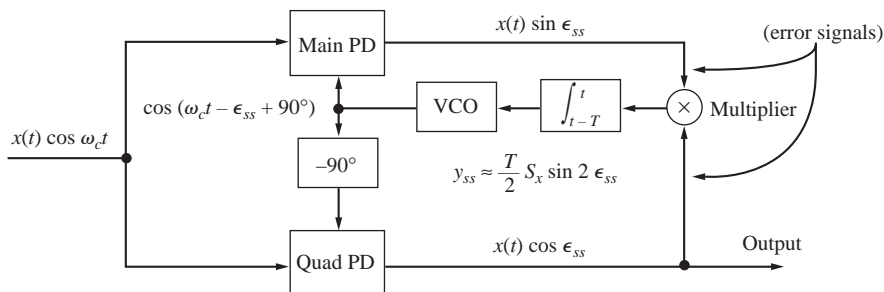 x(t) sin ϵ_ss
(error signals)
Main PD
cos (ω_c t – ϵ_ss + 90°)
VCO
∫_{t – T}^{t}
×
Multiplier
x(t) cos ω_c t
–90°
y_ss ≈ T/2 S_x sin 2 ϵ_ss
Quad PD
x(t) cos ϵ_ss
Output